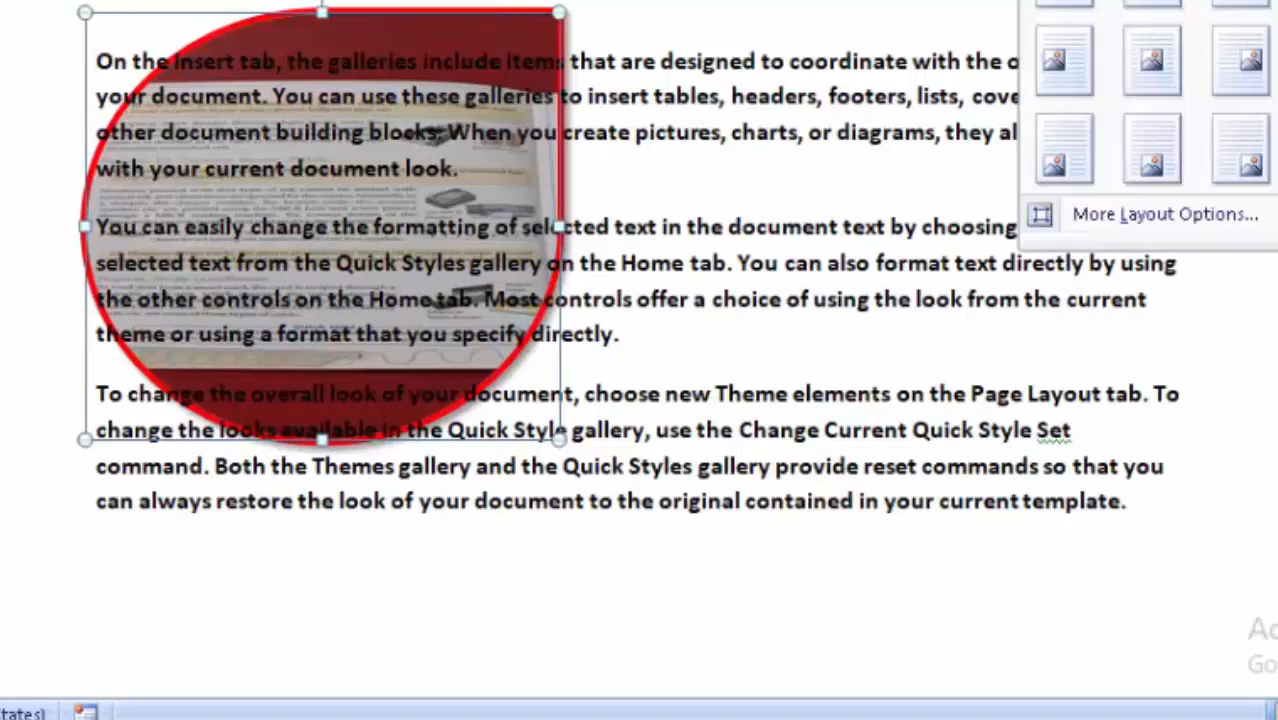 On the Insert tab, the galleries include items that are designed to coordinate with the o
your document. You can use these galleries to insert tables, headers, footers, lists, cove
other document building blocks. When you create pictures, charts, or diagrams, they al
with your current document look.
More Layout Options...
You can easily change the formatting of selected text in the document text by choosing
selected text from the Quick Styles gallery on the Home tab. You can also format text directly by using
the other controls on the Home tab. Most controls offer a choice of using the look from the current
theme or using a format that you specify directly.
To change the overall look of your document, choose new Theme elements on the Page Layout tab. To
change the looks available in the Quick Style gallery, use the Change Current Quick Style Set
command. Both the Themes gallery and the Quick Styles gallery provide reset commands so that you
can always restore the look of your document to the original contained in your current template.
Ac
Go
tates)